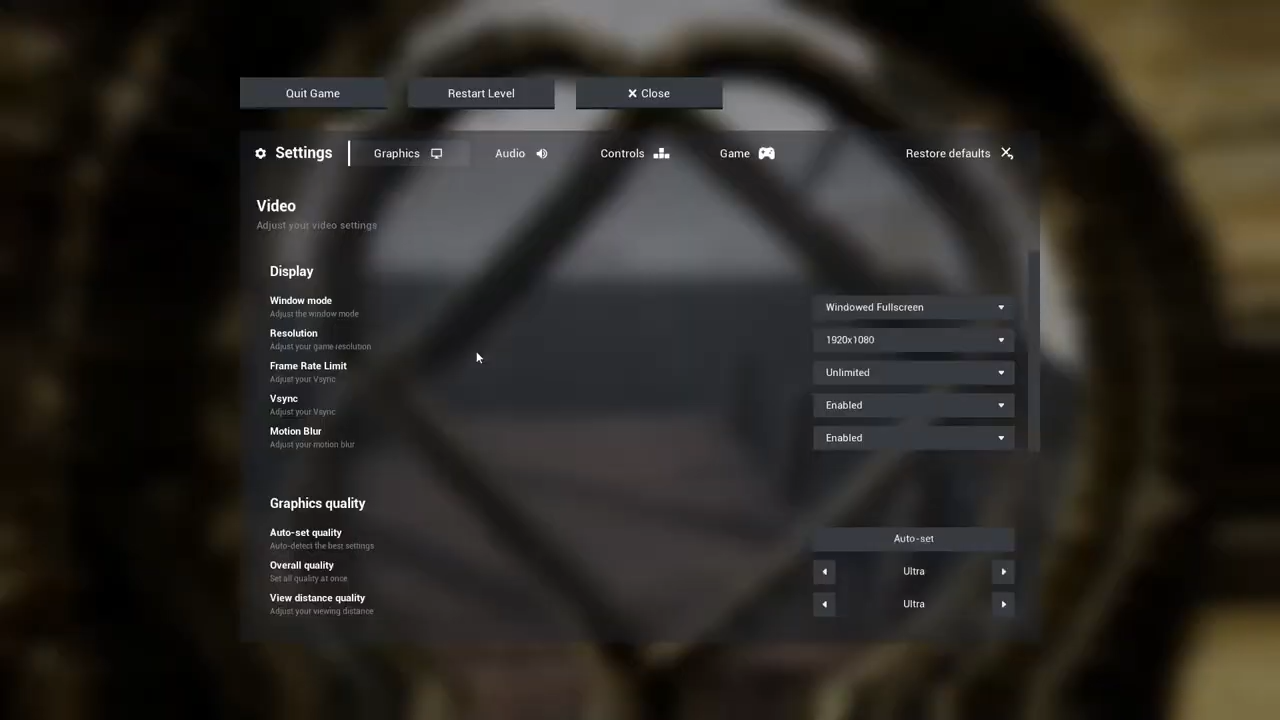 Quit Game
Restart Level
Close
Settings
Graphics
Audio
Controls
Game
Restore defaults
Video
Adjust your video settings
Display
Window mode
Adjust the window mode
Windowed Fullscreen
Resolution
Adjust your game resolution
1920x1080
Frame Rate Limit
Adjust your Vsync
Unlimited
Vsync
Adjust your Vsync
Enabled
Motion Blur
Adjust your motion blur
Enabled
Graphics quality
Auto-set quality
Auto-detect the best settings
Auto-set
Overall quality
Set all quality at once
Ultra
View distance quality
Adjust your viewing distance
Ultra